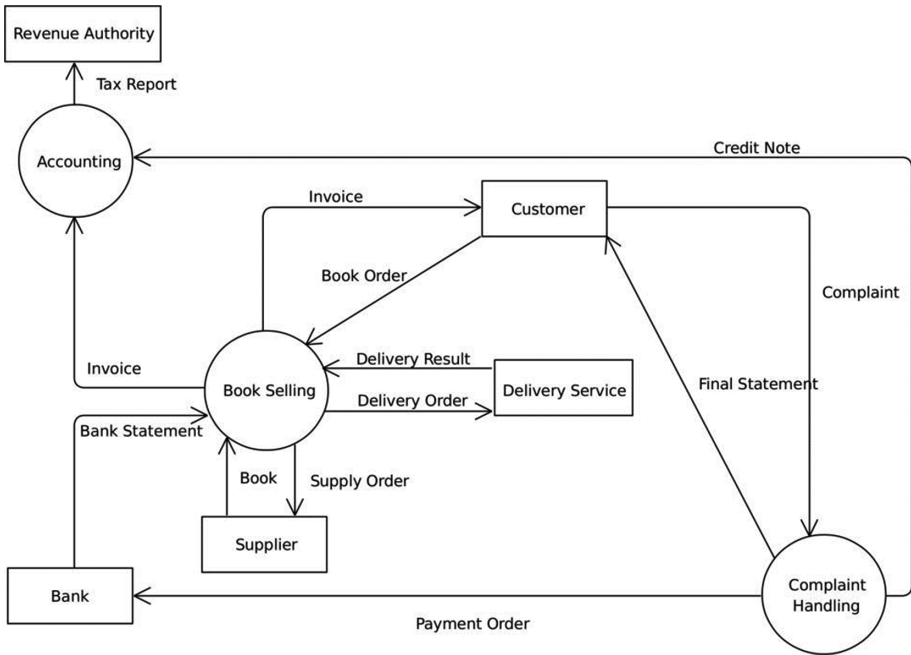 Revenue Authority
Tax Report
Accounting
Credit Note
Invoice
Customer
Book Order
Complaint
Invoice
Book Selling
Delivery Result
Delivery Order
Delivery Service
Final Statement
Bank Statement
Book
Supply Order
Supplier
Bank
Complaint
Handling
Payment Order